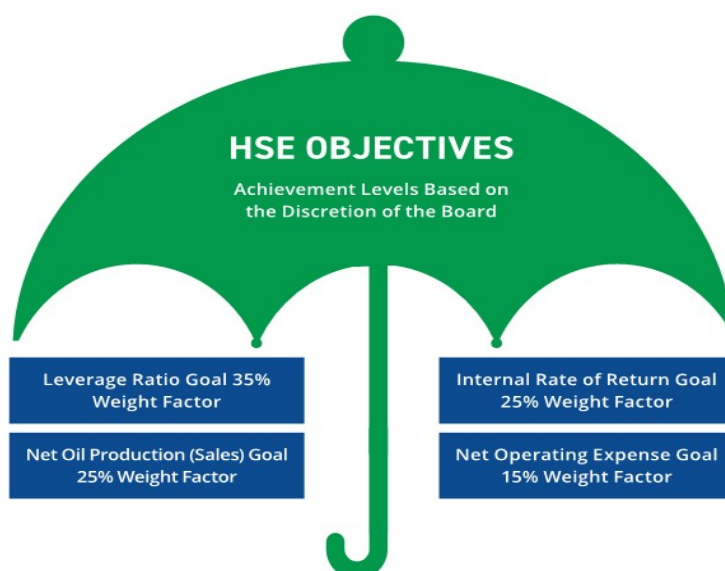 HSE OBJECTIVES
Achievement Levels Based on
the Discretion of the Board
Leverage Ratio Goal 35%
Weight Factor
Net Oil Production (Sales) Goal
25% Weight Factor
Internal Rate of Return Goal
25% Weight Factor
Net Operating Expense Goal
15% Weight Factor